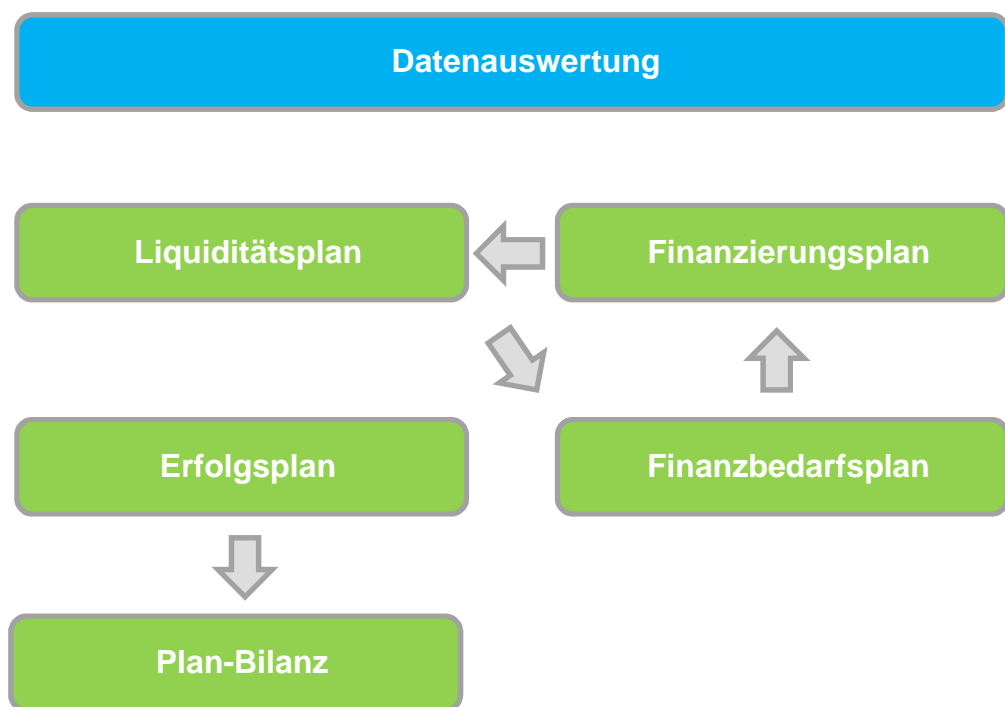 Datenauswertung
Liquiditätsplan
Finanzierungsplan
Erfolgsplan
Finanzbedarfsplan
Plan-Bilanz